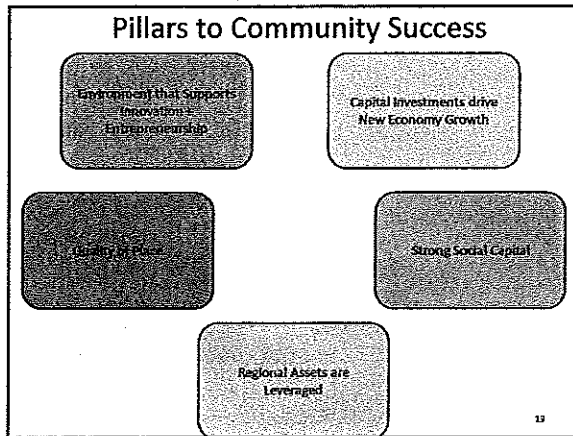 Pillars to Community Success
Environment that Supports
Innovation &
Entrepreneurship
Capital Investments drive
New Economy Growth
Quality of Place
Strong Social Capital
Regional Assets are
Leveraged
13